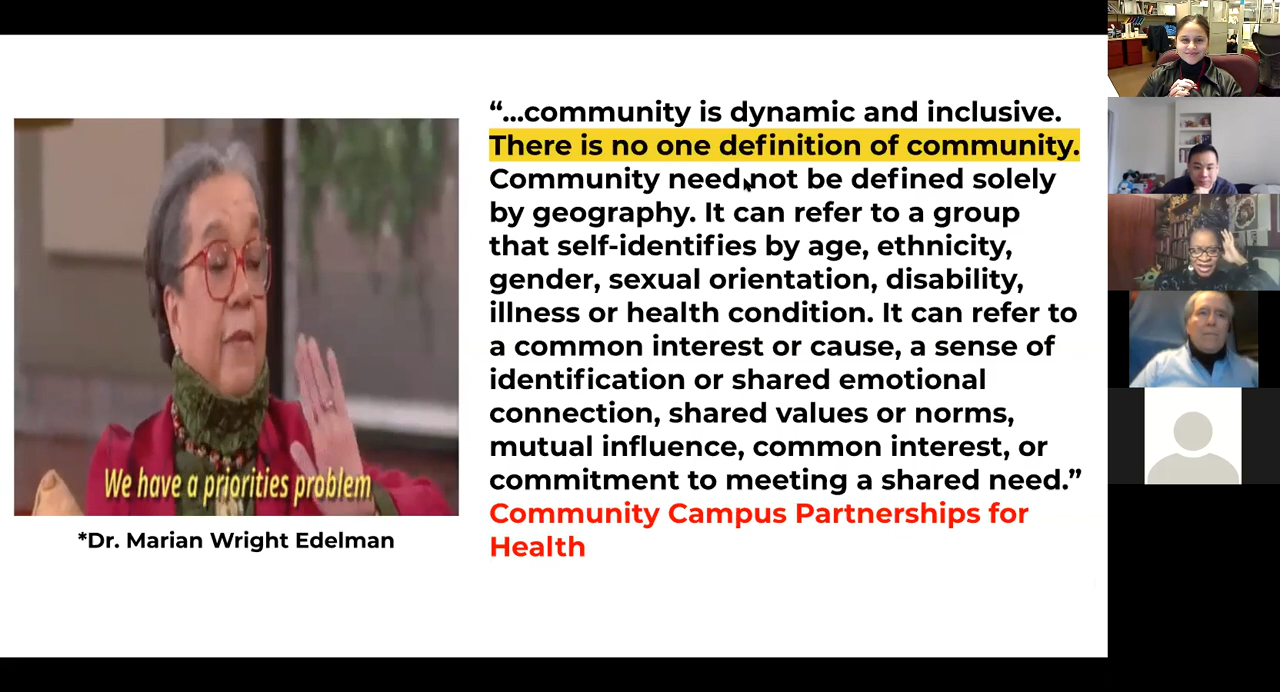 “...community is dynamic and inclusive.
There is no one definition of community.
Community need not be defined solely
by geography. It can refer to a group
that self-identifies by age, ethnicity,
gender, sexual orientation, disability,
illness or health condition. It can refer to
a common interest or cause, a sense of
identification or shared emotional
connection, shared values or norms,
mutual influence, common interest, or
commitment to meeting a shared need.”
Community Campus Partnerships for
Health
We have a priorities problem
*Dr. Marian Wright Edelman